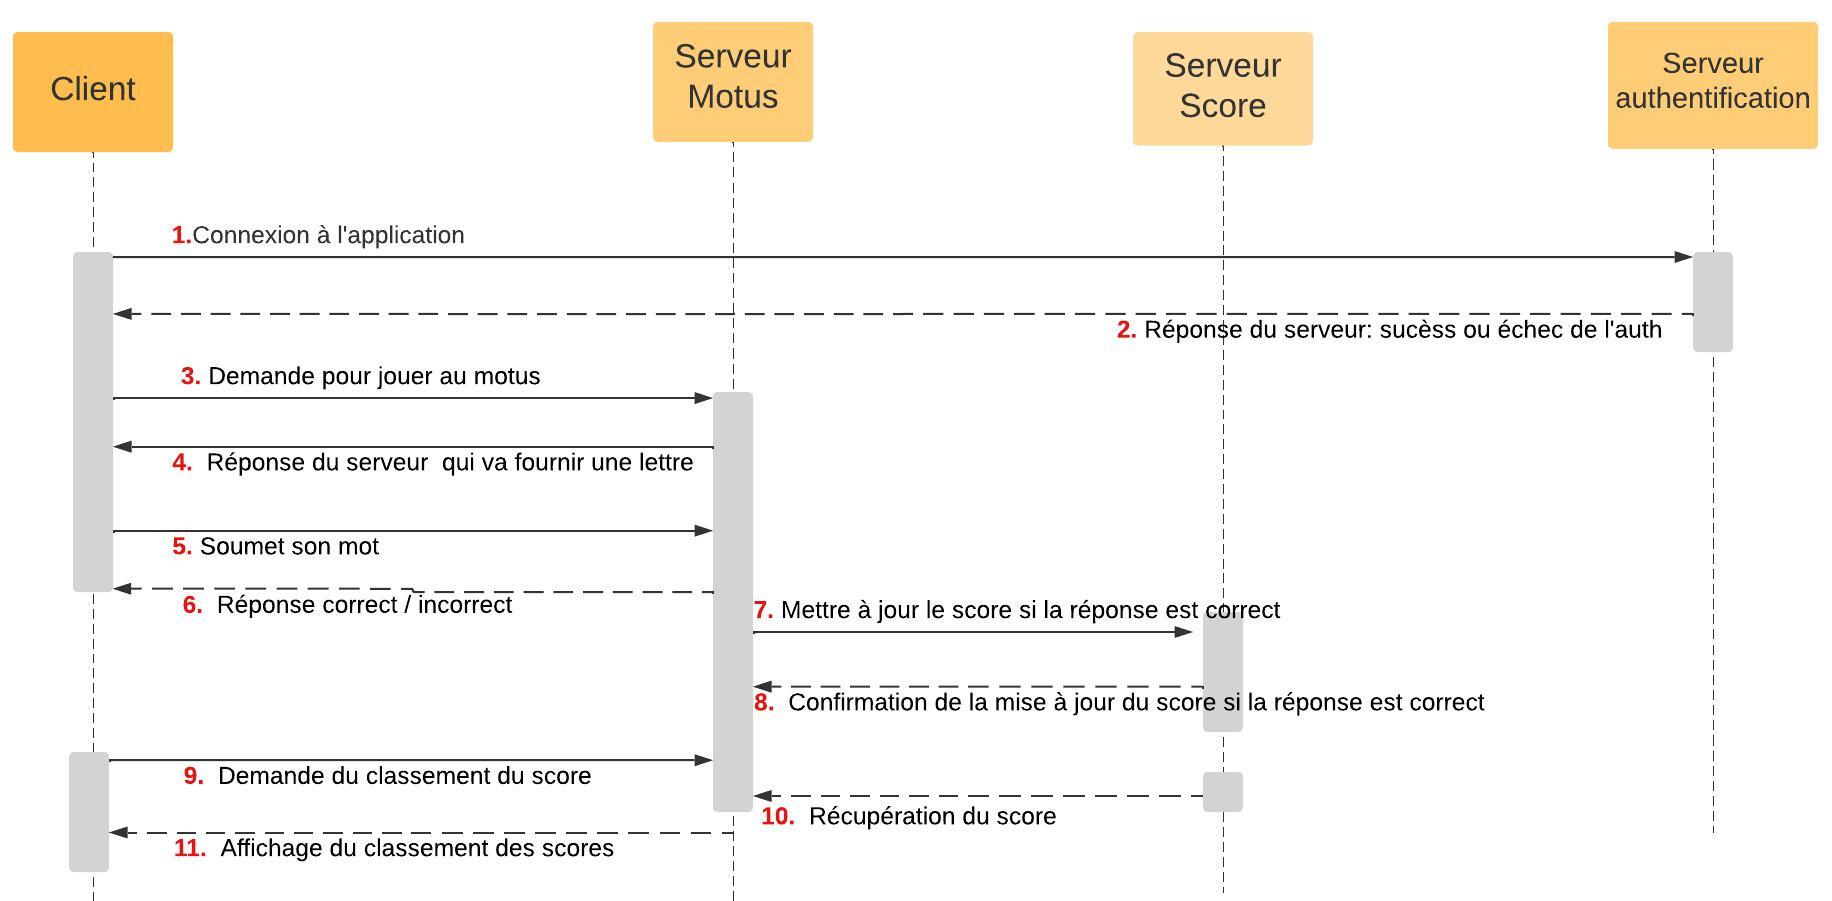 Client
Serveur
Motus
Serveur
Score
Serveur
authentification
1.Connexion à l'application
2. Réponse du serveur: sucèss ou échec de l'auth
3. Demande pour jouer au motus
4. Réponse du serveur qui va fournir une lettre
5. Soumet son mot
6. Réponse correct / incorrect
7. Mettre à jour le score si la réponse est correct
8. Confirmation de la mise à jour du score si la réponse est correct
9. Demande du classement du score
10. Récupération du score
11. Affichage du classement des scores